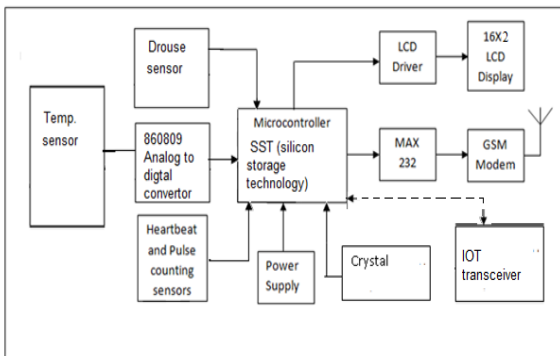 Drouse
sensor
LCD
Driver
16X2
LCD
Display
Temp.
sensor
860809
Analog to
digtal
convertor
Microcontroller
SST (silicon
storage
technology)
MAX
232
GSM
Modem
Heartbeat
and Pulse
counting
sensors
Power
Supply
Crystal
IOT
transceiver